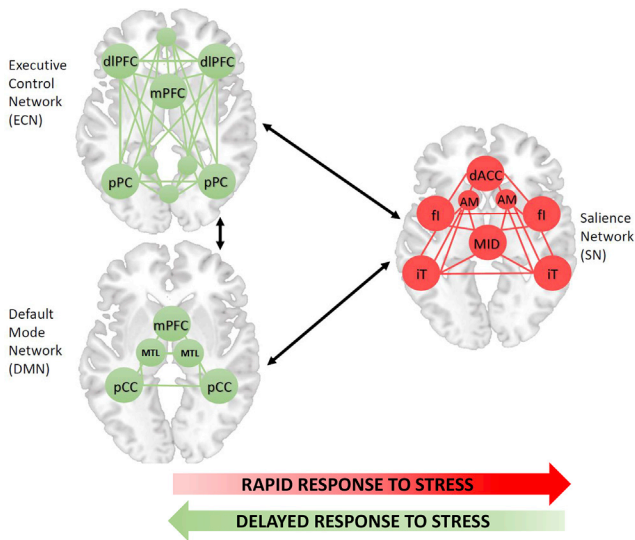 Executive
Control
Network
(ECN)
dlPFC
dlPFC
mPFC
pPC
pPC
dACC
AM
AM
fI
fI
MID
iT
iT
Salience
Network
(SN)
Default
Mode
Network
(DMN)
mPFC
MTL
MTL
pCC
pCC
RAPID RESPONSE TO STRESS
DELAYED RESPONSE TO STRESS